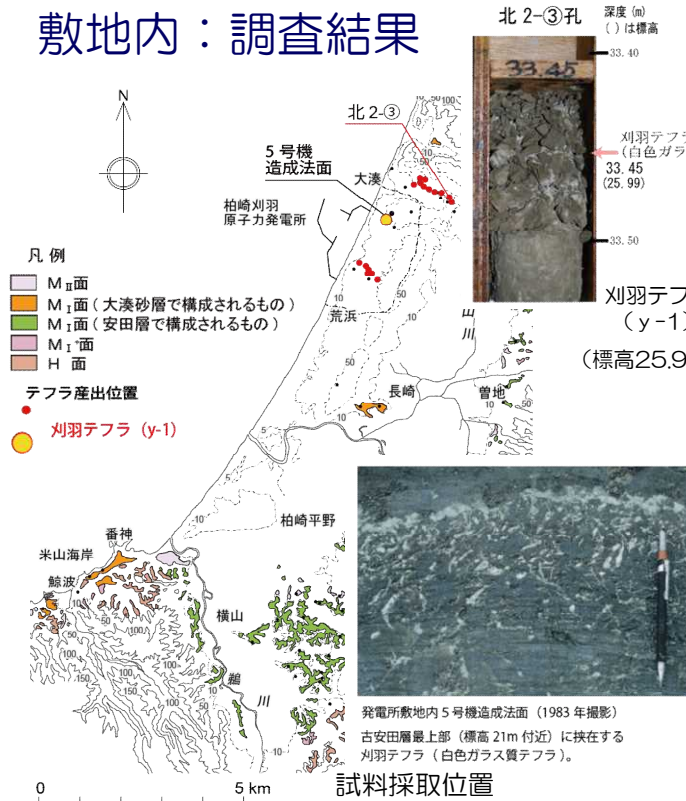 敷地内：調査結果
北 2-③孔
深度 (m)
( ) は標高
33.45
33.40
刈羽テフラ
(白色ガラ
33.45
(25.99)
33.50
刈羽テフ
(y-1)
(標高25.9
N
北 2-③
5 号機
造成法面
大湊
柏崎刈羽
原子力発電所
荒浜
川
長崎
曽地
凡 例
MⅡ面
MⅠ面 ( 大湊砂層で構成されるもの )
MⅠ面 ( 安田層で構成されるもの )
MⅠ⁺面
H 面
テフラ産出位置
刈羽テフラ (y-1)
柏崎平野
番神
米山海岸
鯨波
横山
鵜
川
発電所敷地内 5 号機造成法面 (1983 年撮影)
古安田層最上部 (標高 21m 付近) に挟在する
刈羽テフラ ( 白色ガラス質テフラ )。
0 5 km
試料採取位置